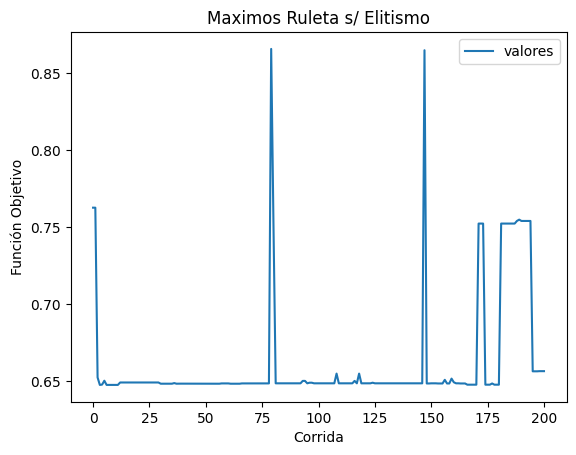 Maximos Ruleta s/ Elitismo
valores
0.85
0.80
0.75
0.70
0.65
Función Objetivo
0 25 50 75 100 125 150 175 200
Corrida